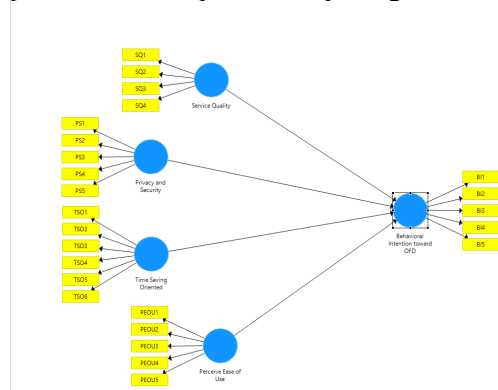 SQ1
SQ2
SQ3
SQ4
Service Quality
PS1
PS2
PS3
PS4
PS5
Privacy and
Security
TSO1
TSO2
TSO3
TSO4
TSO5
TSO6
Time Saving
Oriented
PEOU1
PEOU2
PEOU3
PEOU4
PEOU5
Perceive Ease of
Use
BI1
BI2
BI3
BI4
BI5
Behavioral
Intention toward
OFD